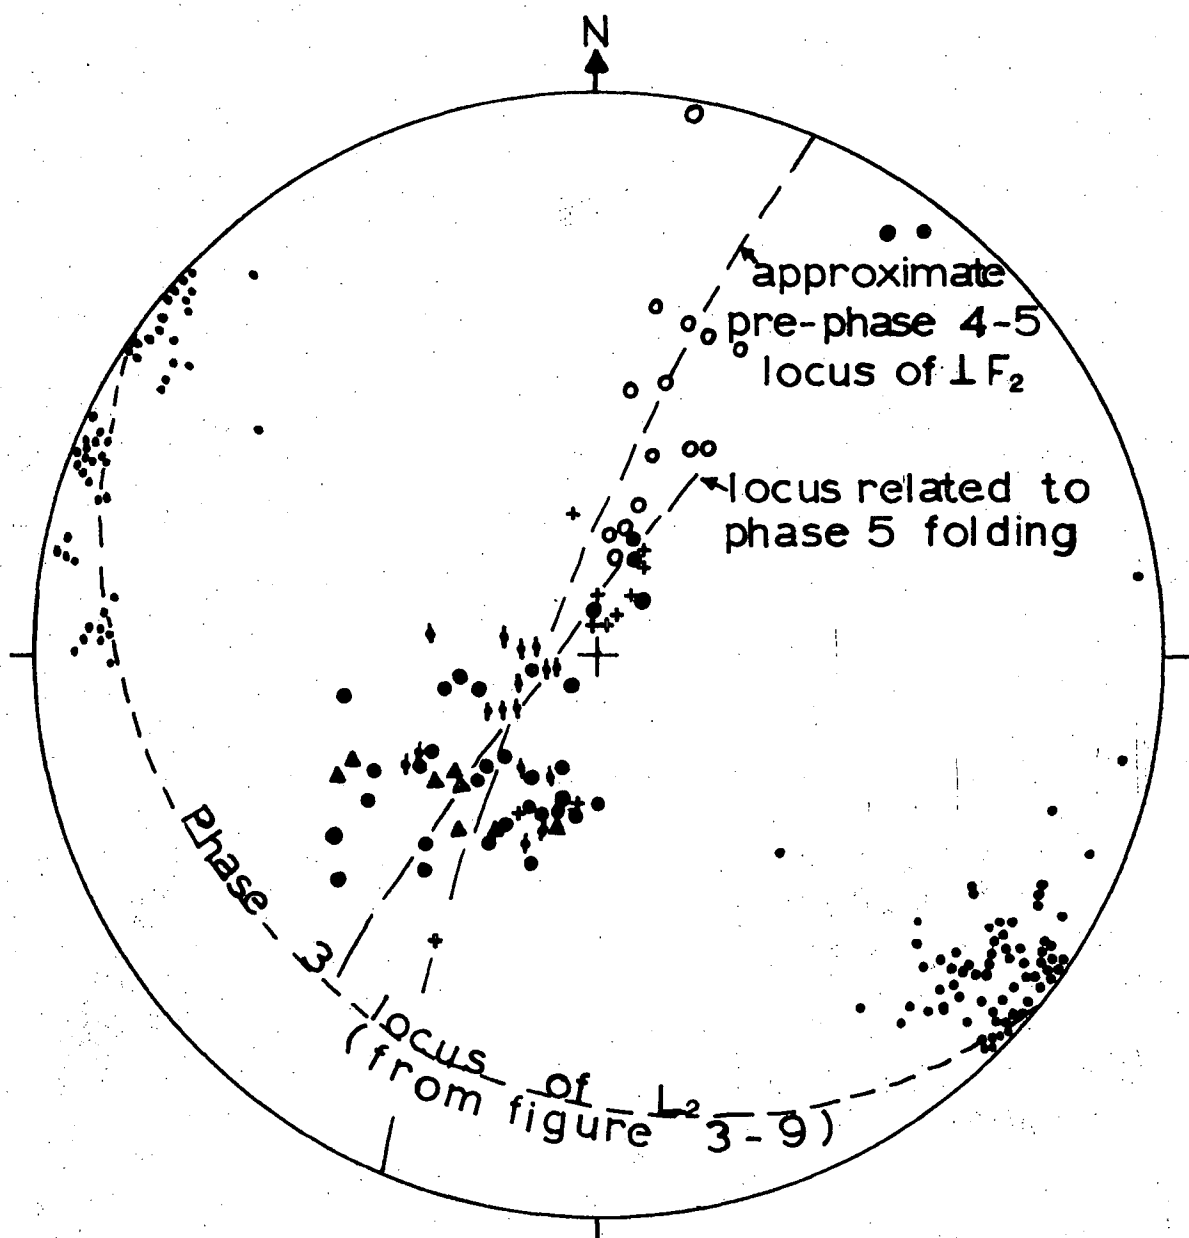 N
approximate
pre-phase 4-5
locus of ⊥ F₂
locus related to
phase 5 folding
Phase 3 locus of L₂
(from figure 3-9)